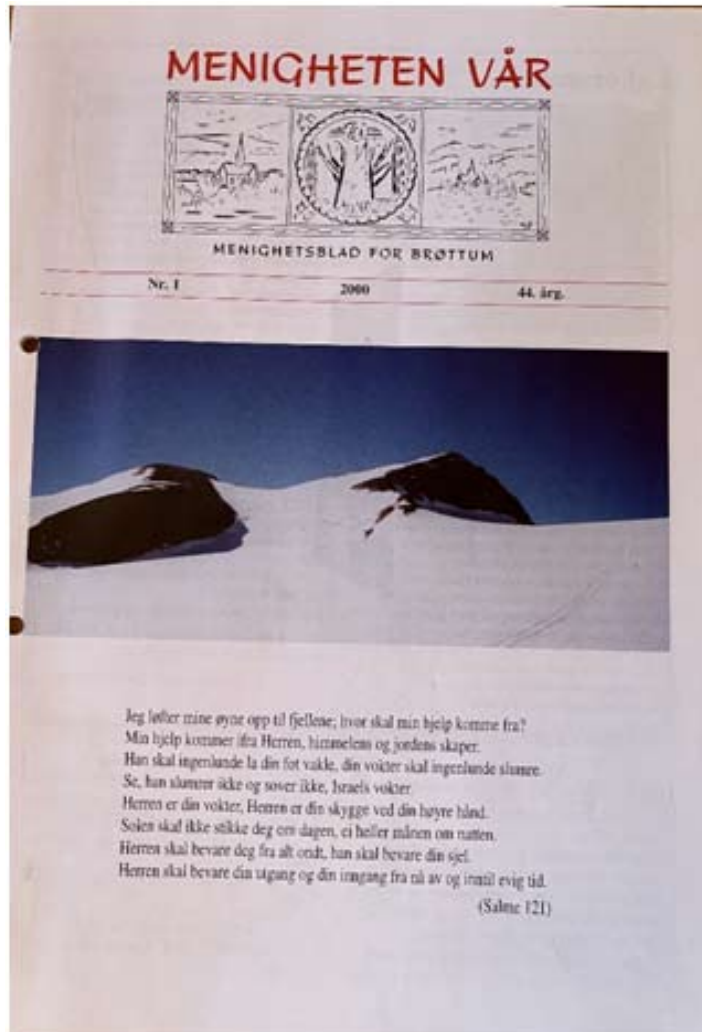 MENIGHETEN VÅR
MENIGHETSBLAD FOR BRØTTUM
Nr. 1 2000 44. årg.
Jeg løfter mine øyne opp til fjellene; hvor skal min hjelp komme fra?
Min hjelp kommer ifra Herren, himmelens og jordens skaper.
Han skal ingenlunde la din fot vakle, din vokter skal ingenlunde slumre.
Se, han slumrer ikke og sover ikke, Israels vokter.
Herren er din vokter, Herren er din skygge ved din høyre hånd.
Solen skal ikke stikke deg om dagen, ei heller månen om natten.
Herren skal bevare deg fra alt ondt, han skal bevare din sjel.
Herren skal bevare din utgang og din inngang fra nå av og inntil evig tid.
(Salme 121)